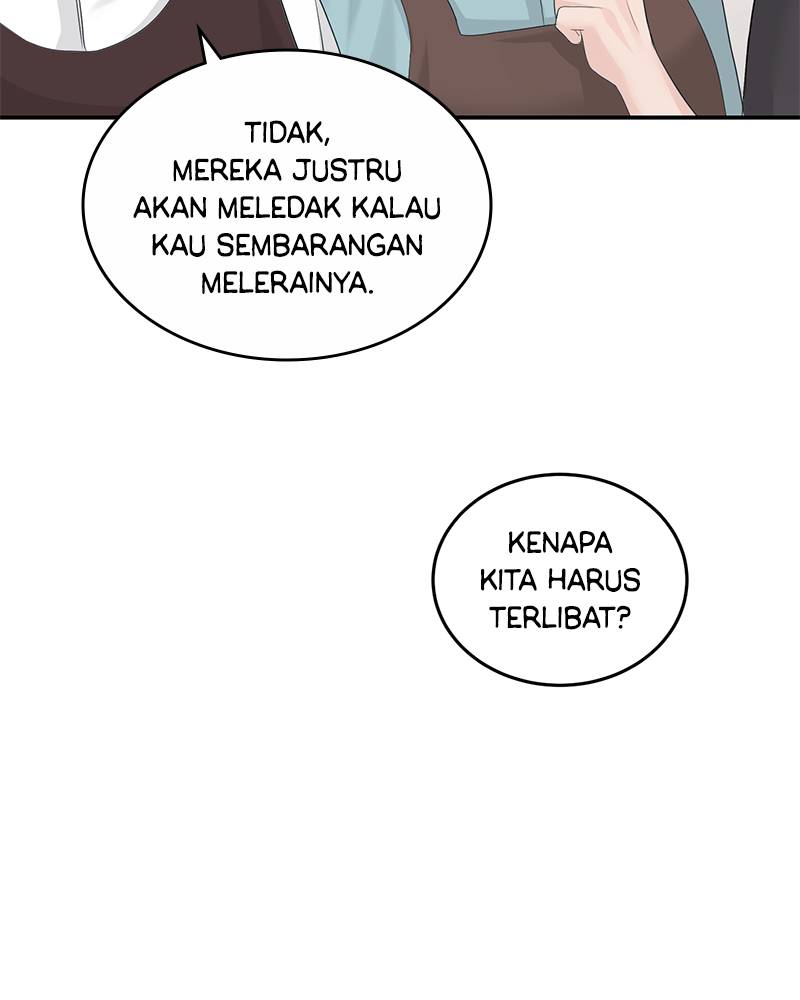 TIDAK,
MEREKA JUSTRU
AKAN MELEDAK KALAU
KAU SEMBARANGAN
MELERAINYA.
KENAPA
KITA HARUS
TERLIBAT?